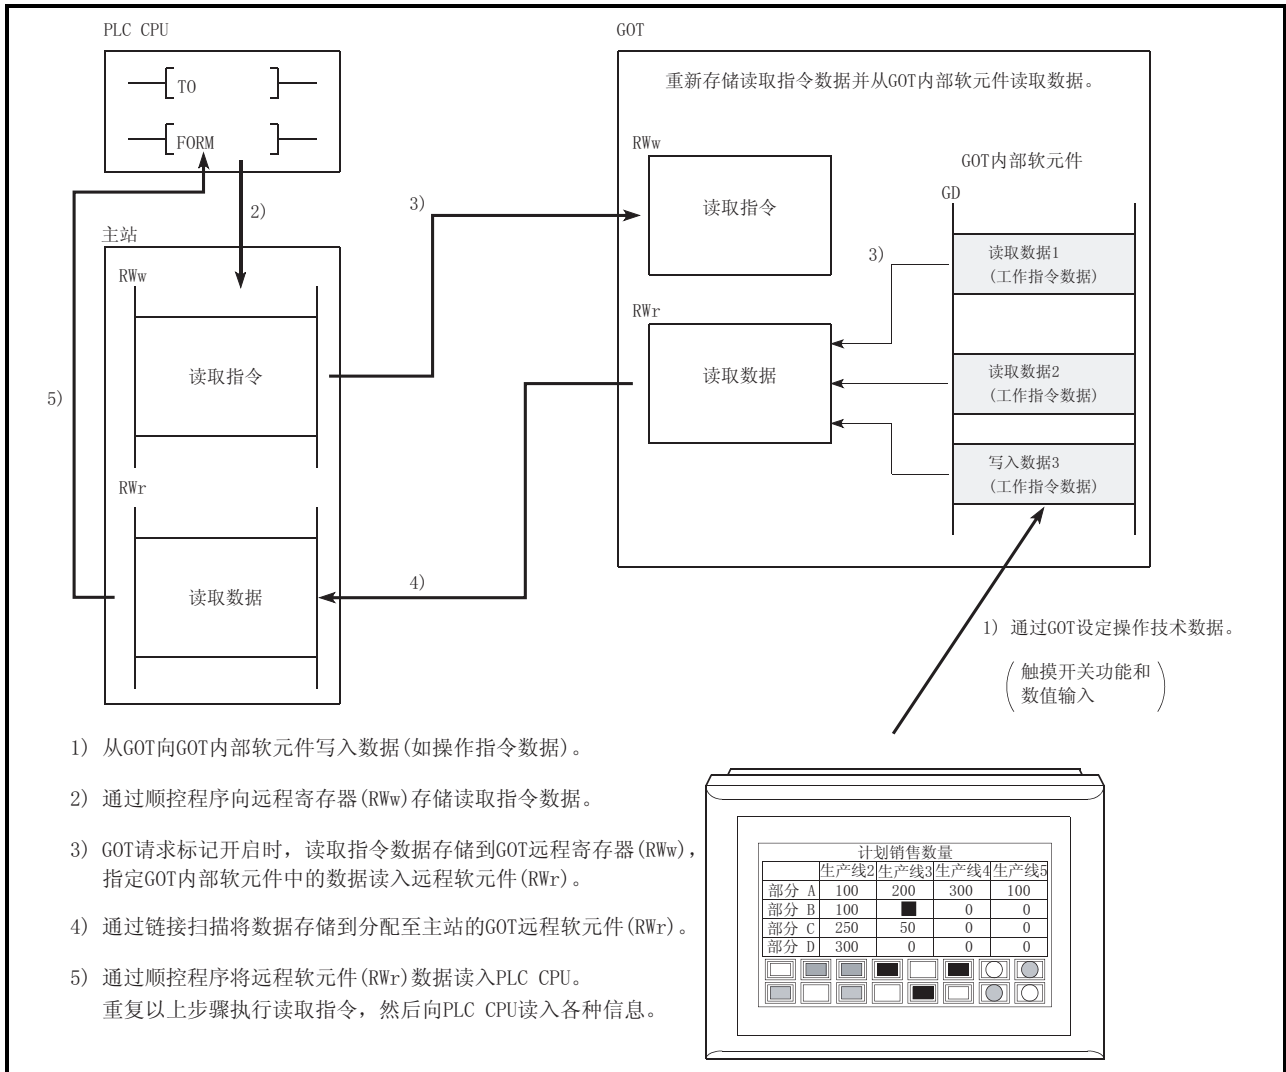 PLC CPU
TO
FORM
2)
3)
主站
RWw
读取指令
5)
RWr
读取数据
4)
GOT
重新存储读取指令数据并从GOT内部软元件读取数据。
RWw
读取指令
GOT内部软元件
GD
3)
读取数据1
(工作指令数据)
RWr
读取数据
读取数据2
(工作指令数据)
写入数据3
(工作指令数据)
1) 通过GOT设定操作技术数据。
触摸开关功能和
数值输入
1) 从GOT向GOT内部软元件写入数据(如操作指令数据)。
2) 通过顺控程序向远程寄存器(RWw)存储读取指令数据。
3) GOT请求标记开启时，读取指令数据存储到GOT远程寄存器(RWw)，
指定GOT内部软元件中的数据读入远程软元件(RWr)。
4) 通过链接扫描将数据存储到分配至主站的GOT远程软元件(RWr)。
5) 通过顺控程序将远程软元件(RWr)数据读入PLC CPU。
重复以上步骤执行读取指令，然后向PLC CPU读入各种信息。
计划销售数量
生产线2 生产线3 生产线4 生产线5
部分 A 100 200 300 100
部分 B 100 0 0
部分 C 250 50 0 0
部分 D 300 0 0 0